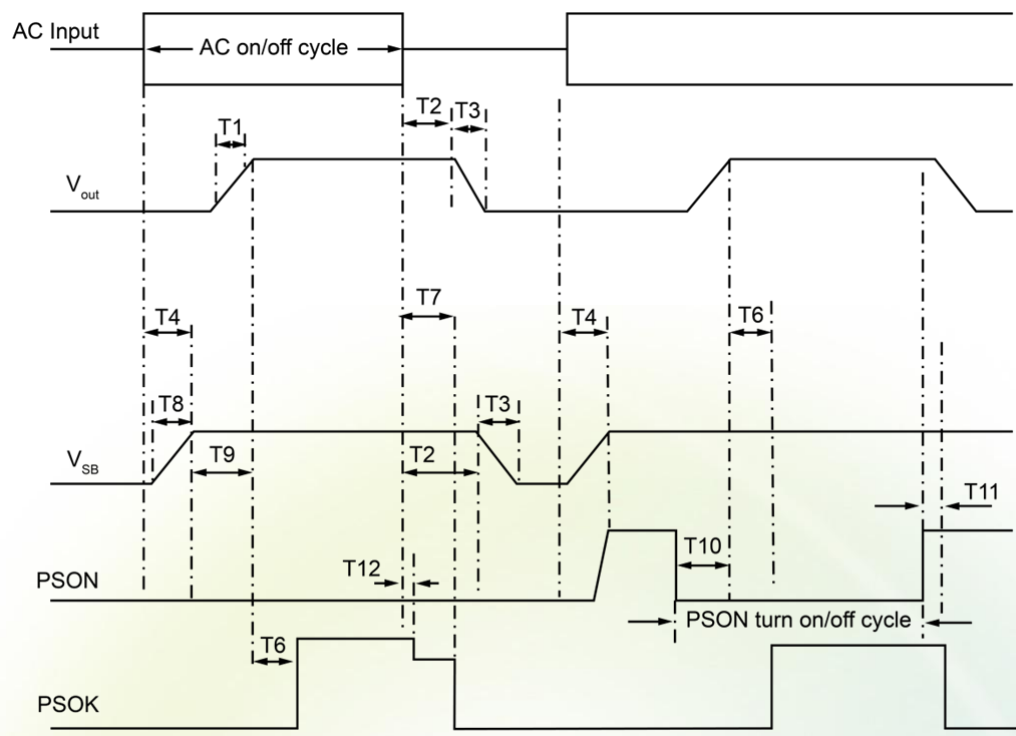 AC Input
AC on/off cycle
T1
T2
T3
Vout
T7
T4
T4
T6
T8
T3
VSB
T9
T2
T11
T10
T12
PSON
PSON turn on/off cycle
T6
PSOK